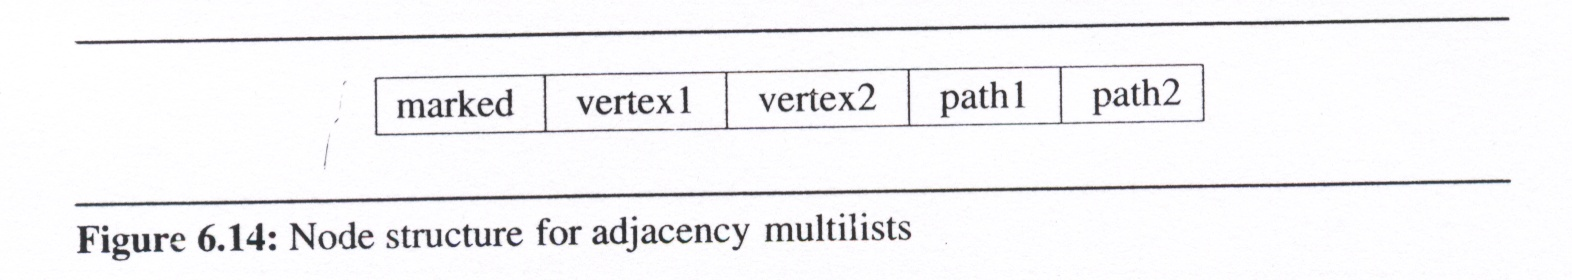 marked vertex1 vertex2 path1 path2
Figure 6.14: Node structure for adjacency multilists